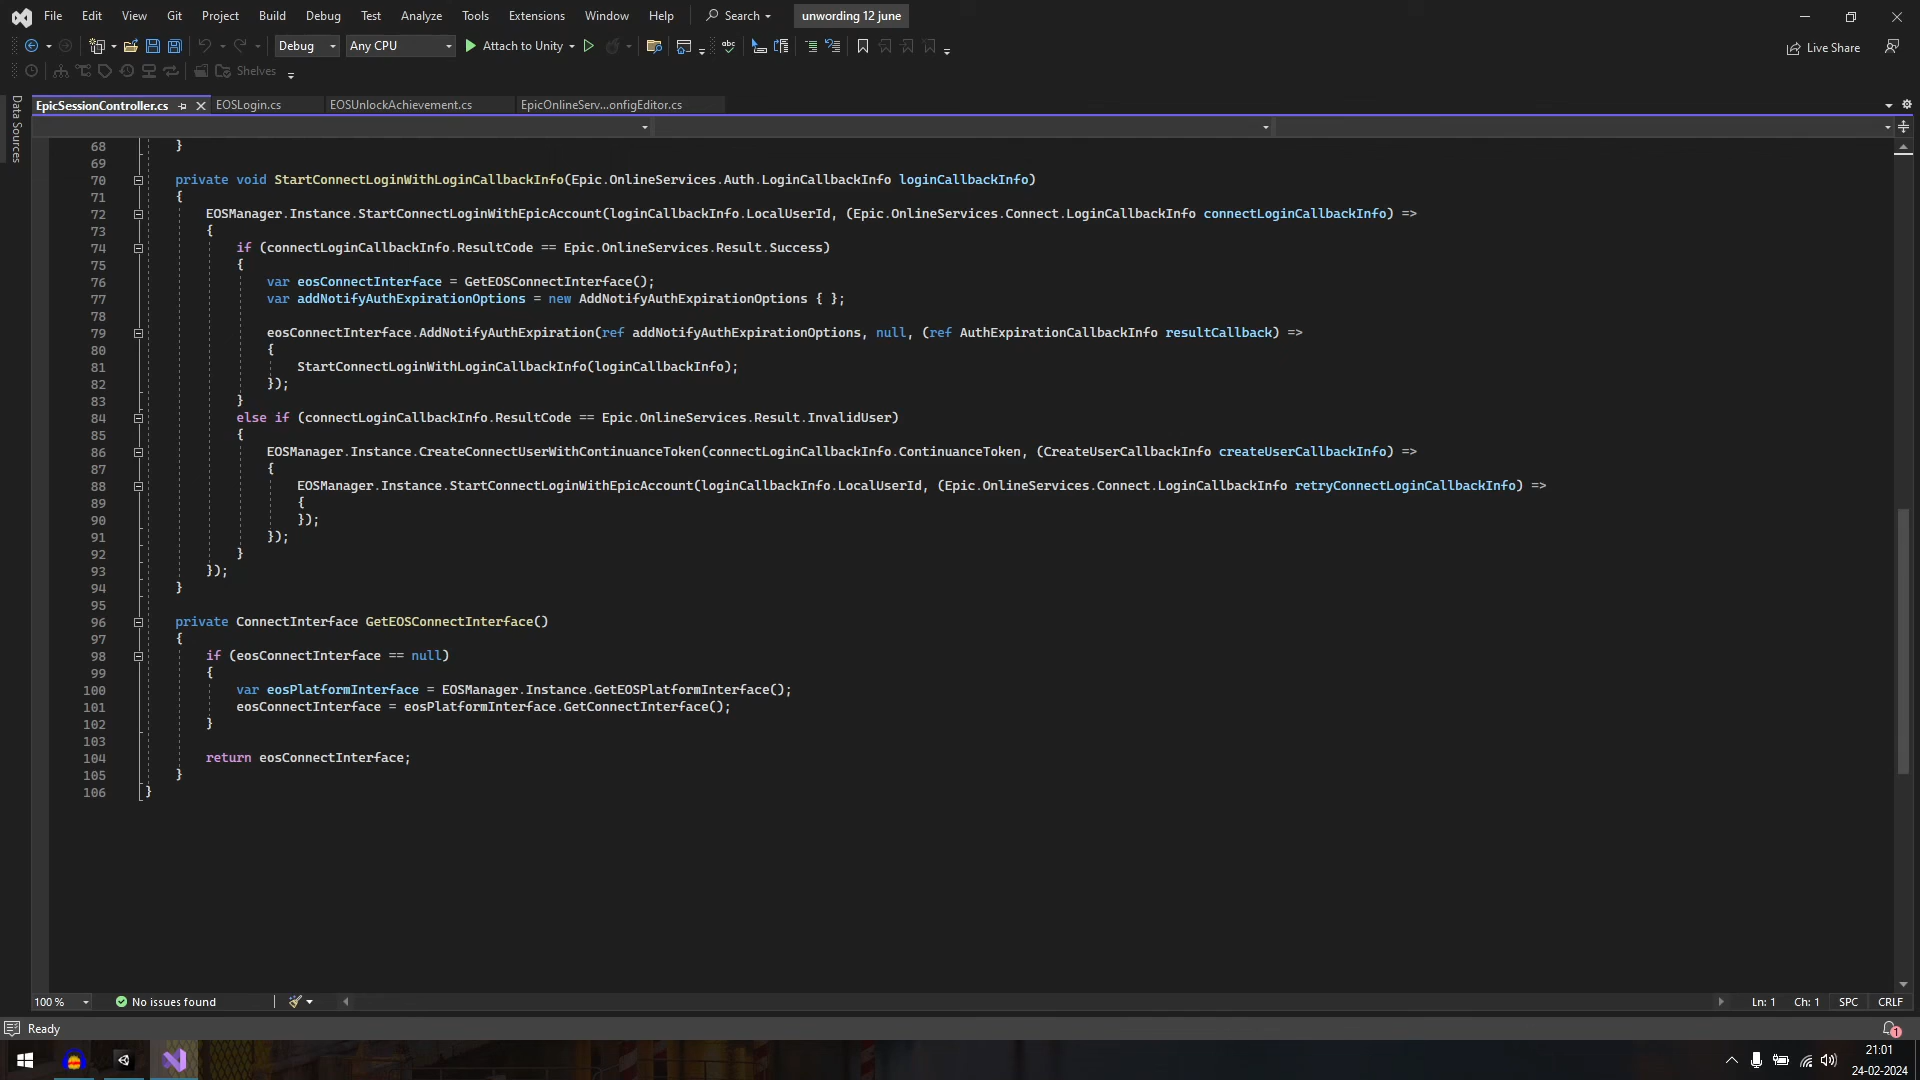 File Edit View Git Project Build Debug Test Analyze Tools Extensions Window Help Search unwording 12 june
Debug Any CPU Attach to Unity Live Share
Shelves
Data Sources
EpicSessionController.cs EOSLogin.cs EOSUnlockAchievement.cs EpicOnlineServ...onfigEditor.cs
68 }
69
70 private void StartConnectLoginWithLoginCallbackInfo(Epic.OnlineServices.Auth.LoginCallbackInfo loginCallbackInfo)
71 {
72 EOSManager.Instance.StartConnectLoginWithEpicAccount(loginCallbackInfo.LocalUserId, (Epic.OnlineServices.Connect.LoginCallbackInfo connectLoginCallbackInfo) =>
73 {
74 if (connectLoginCallbackInfo.ResultCode == Epic.OnlineServices.Result.Success)
75 {
76 var eosConnectInterface = GetEOSConnectInterface();
77 var addNotifyAuthExpirationOptions = new AddNotifyAuthExpirationOptions { };
78
79 eosConnectInterface.AddNotifyAuthExpiration(ref addNotifyAuthExpirationOptions, null, (ref AuthExpirationCallbackInfo resultCallback) =>
80 {
81 StartConnectLoginWithLoginCallbackInfo(loginCallbackInfo);
82 });
83 }
84 else if (connectLoginCallbackInfo.ResultCode == Epic.OnlineServices.Result.InvalidUser)
85 {
86 EOSManager.Instance.CreateConnectUserWithContinuanceToken(connectLoginCallbackInfo.ContinuanceToken, (CreateUserCallbackInfo createUserCallbackInfo) =>
87 {
88 EOSManager.Instance.StartConnectLoginWithEpicAccount(loginCallbackInfo.LocalUserId, (Epic.OnlineServices.Connect.LoginCallbackInfo retryConnectLoginCallbackInfo) =>
89 {
90 });
91 });
92 }
93 });
94 }
95
96 private ConnectInterface GetEOSConnectInterface()
97 {
98 if (eosConnectInterface == null)
99 {
100 var eosPlatformInterface = EOSManager.Instance.GetEOSPlatformInterface();
101 eosConnectInterface = eosPlatformInterface.GetConnectInterface();
102 }
103
104 return eosConnectInterface;
105 }
106 }
100 % No issues found Ln: 1 Ch: 1 SPC CRLF
Ready 1
21:01
24-02-2024